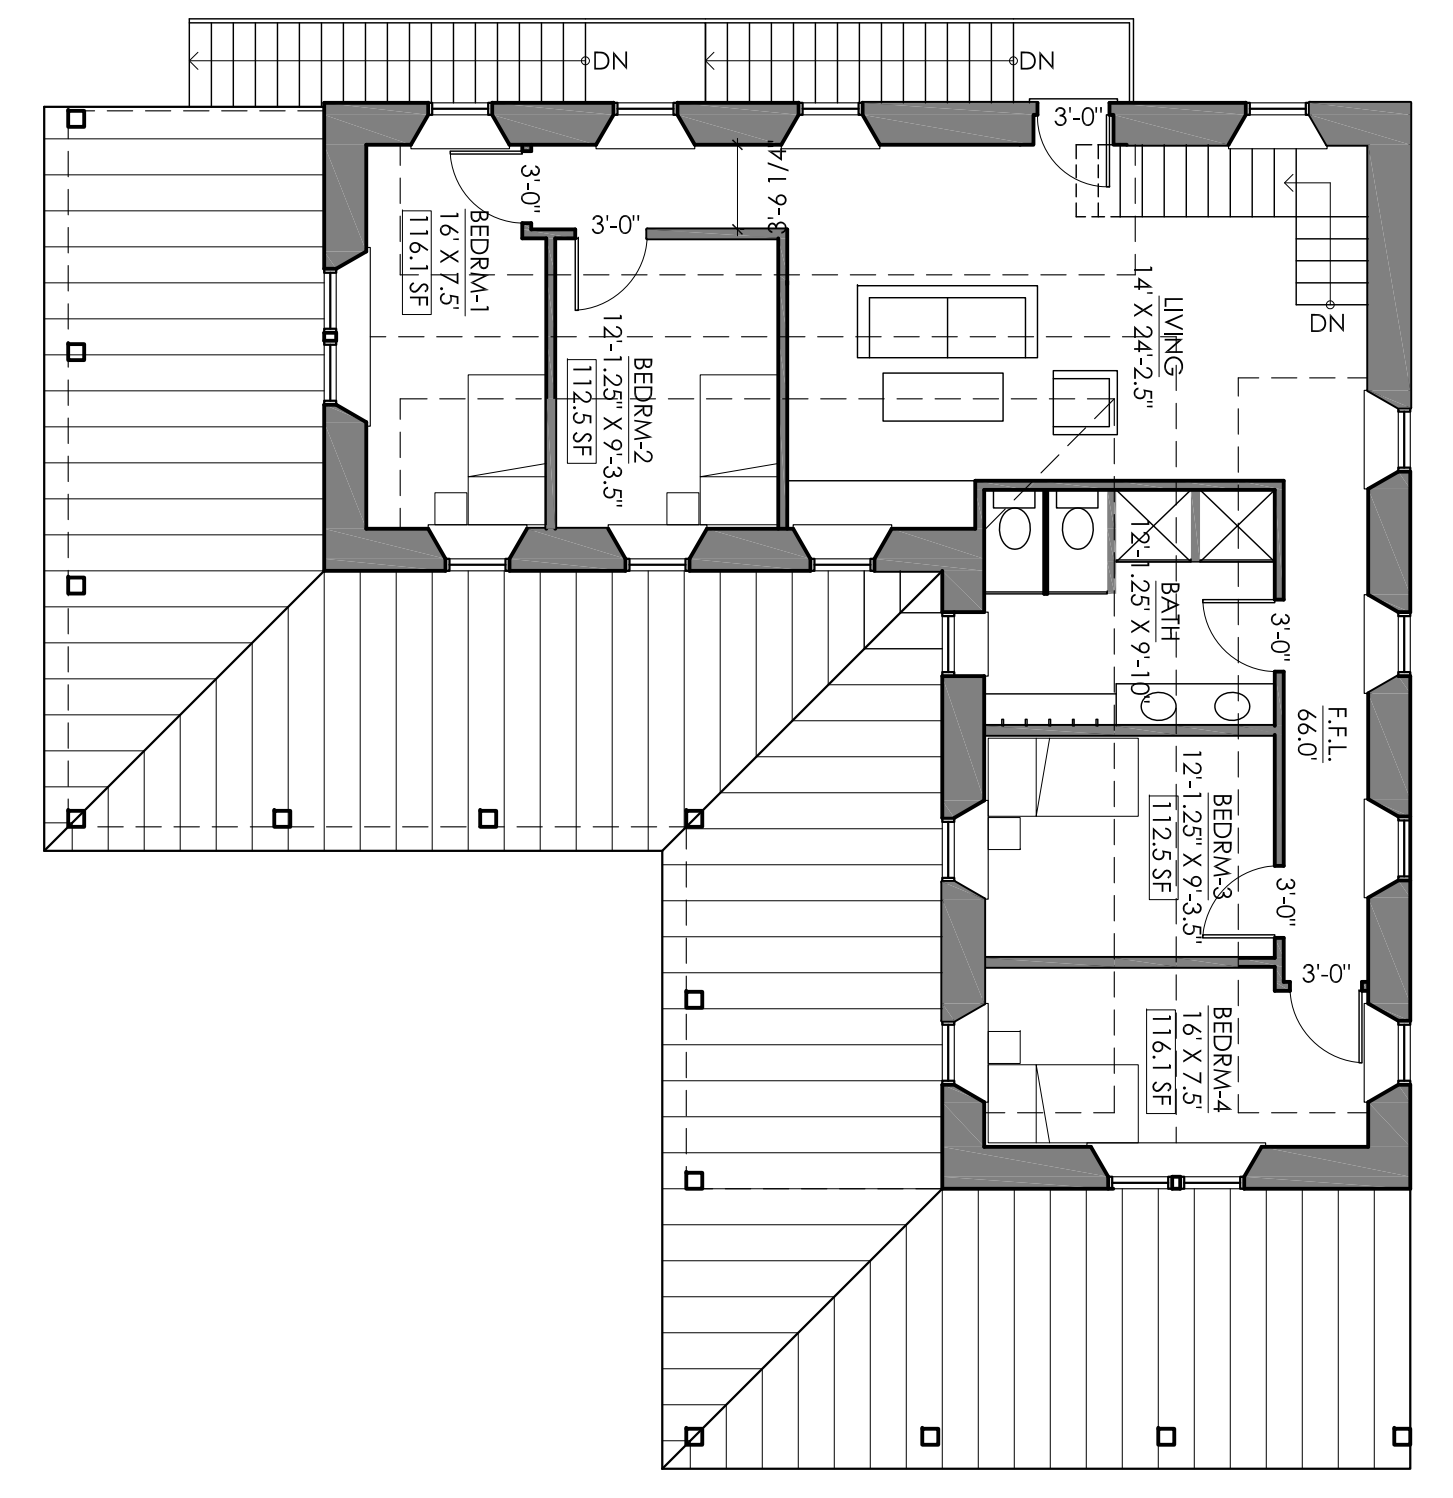 DN
DN
3'-0"
3'-0"
3'-0"
3'-6 1/4"
BEDRM-1
16' X 7.5'
116.1 SF
BEDRM-2
12'-1.25" X 9'-3.5"
112.5 SF
LIVING
14' X 24'-2.5"
DN
BATH
12'-1.25' X 9'-10"
3'-0"
F.F.L.
66.0'
BEDRM-3
12'-1.25" X 9'-3.5"
112.5 SF
3'-0"
3'-0"
BEDRM-4
16' X 7.5'
116.1 SF